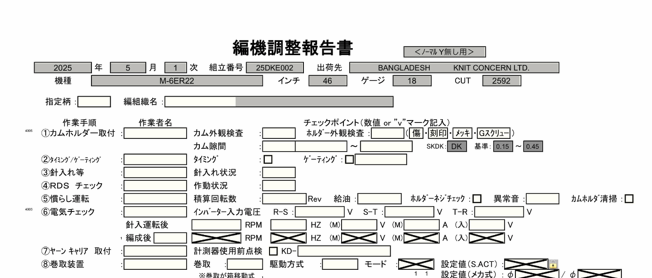 編機調整報告書 <ﾉｰﾏﾙ Y無し用>
2025 年 5 月 1 次 組立番号 25DKE002 出荷先 BANGLADESH KNIT CONCERN LTD.
機種 M-6ER22 インチ 46 ゲージ 18 CUT 2592
指定柄： 編組織名：
作業手順 作業者名 チェックポイント（数値 or "v"マーク記入）
①カムホルダー取付： カム外観検査： ﾎﾙﾀﾞｰ外観検査： （傷・刻印・メッキ・Gスクリュー）
カム隙間： ～ SKDK: DK 基準: 0.15 ～ 0.45
②ﾀｲﾐﾝｸﾞ/ｹﾞｰﾃｨﾝｸﾞ： ﾀｲﾐﾝｸﾞ： ｹﾞｰﾃｨﾝｸﾞ：
③針入れ等： 針入れ状況：
④RDS チェック： 作動状況：
⑤慣らし運転： 積算回転数： Rev 給油： ﾎﾙﾀﾞｰﾈｼﾞﾁｪｯｸ： 異常音： ｶﾑﾎﾙﾀﾞ清掃：
⑥電気チェック： ｲﾝﾊﾞｰﾀｰ入力電圧 R-S： V S-T： V T-R： V
針入運転後 RPM HZ (M) V (M) A (入) V
編成後 RPM HZ (M) V (M) A (入) V
⑦ヤーン キャリア 取付： 計測器使用前点検 KD-
⑧巻取装置： 巻取： 駆動方式： モード： 設定値(S.ACT)：
1 1 設定値(メカ式)： φ / φ